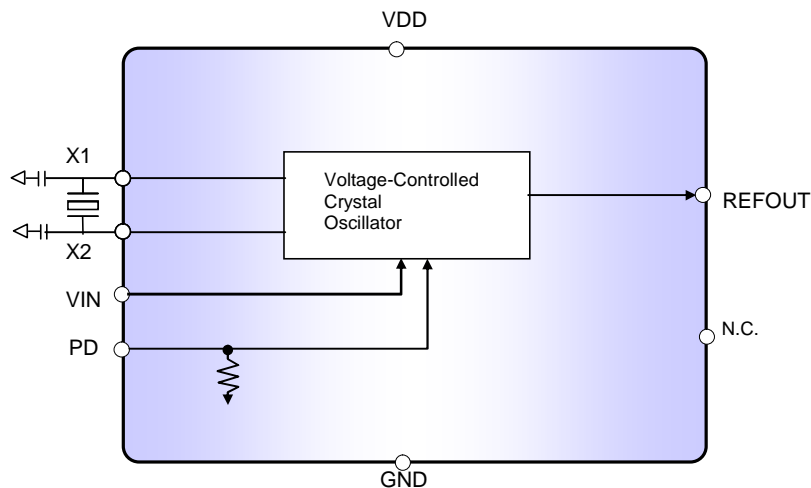 VDD
X1
Voltage-Controlled
Crystal
Oscillator
REFOUT
X2
VIN
N.C.
PD
GND